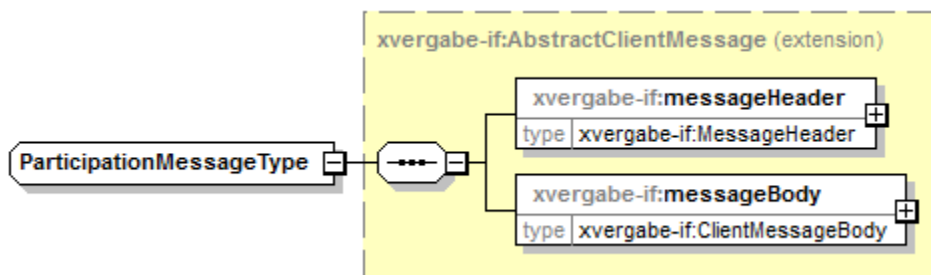 xvergabe-if:AbstractClientMessage (extension)
xvergabe-if:messageHeader
type xvergabe-if:MessageHeader
ParticipationMessageType
xvergabe-if:messageBody
type xvergabe-if:ClientMessageBody